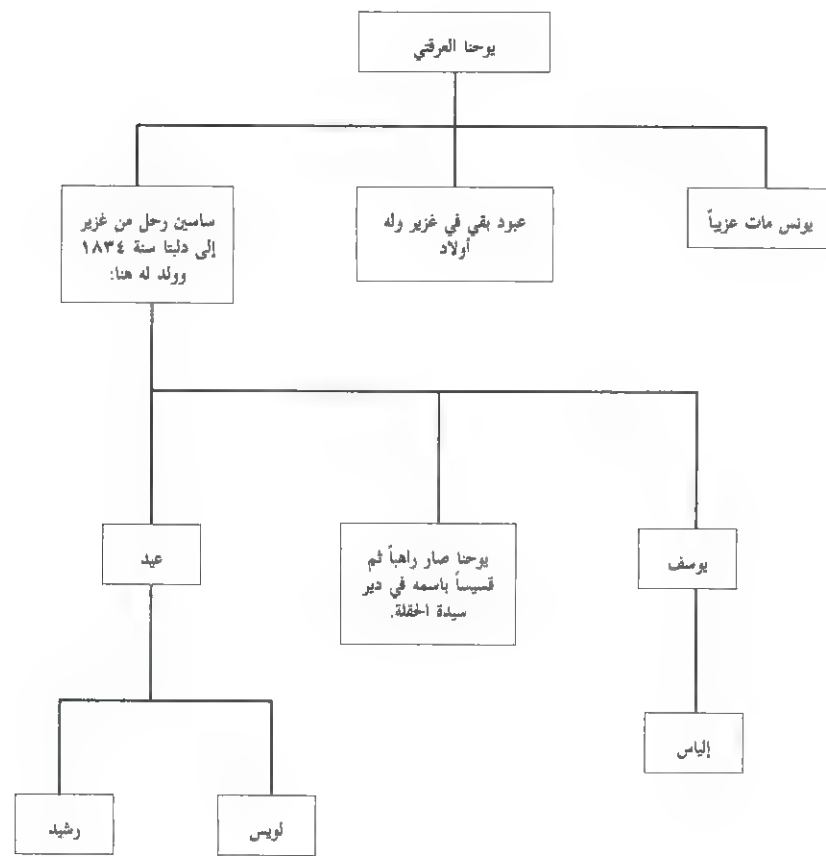 يوحنا العرقتي
يونس مات عزيباً
عبود بقي في غزير وله
أولاد
ساسين رحل من غزير
إلى دلبتا سنة ١٨٣٤
وولد له هنا:
يوسف
يوحنا صار راهباً ثم
قسيساً باسمه في دير
سيدة الحقلة.
عيد
إلياس
لويس
رشيد